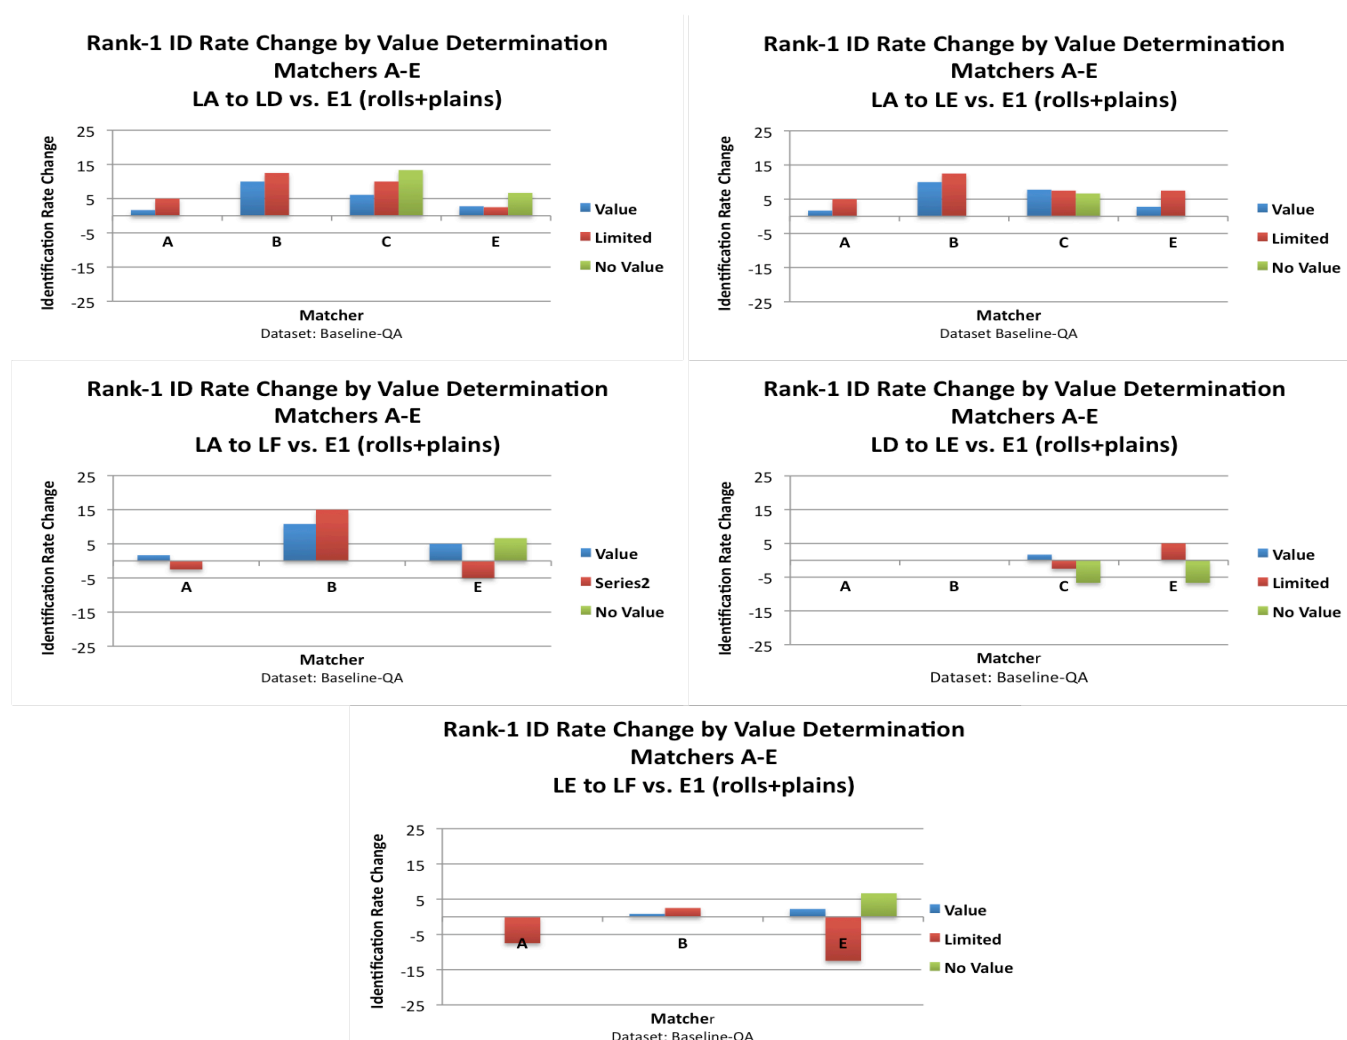 Rank-1 ID Rate Change by Value Determination
Matchers A-E
LA to LD vs. E1 (rolls+plains)
Identification Rate Change
25
15
5
-5
-15
-25
A B C E
Value
Limited
No Value
Matcher
Dataset: Baseline-QA
Rank-1 ID Rate Change by Value Determination
Matchers A-E
LA to LE vs. E1 (rolls+plains)
Identification Rate Change
25
15
5
-5
-15
-25
A B C E
Value
Limited
No Value
Matcher
Dataset Baseline-QA
Rank-1 ID Rate Change by Value Determination
Matchers A-E
LA to LF vs. E1 (rolls+plains)
Identification Rate Change
25
15
5
-5
-15
-25
A B E
Value
Series2
No Value
Matcher
Dataset: Baseline-QA
Rank-1 ID Rate Change by Value Determination
Matchers A-E
LD to LE vs. E1 (rolls+plains)
Identification Rate Change
25
15
5
-5
-15
-25
A B C E
Value
Limited
No Value
Matcher
Dataset: Baseline-QA
Rank-1 ID Rate Change by Value Determination
Matchers A-E
LE to LF vs. E1 (rolls+plains)
Identification Rate Change
25
15
5
-5
-15
-25
A B E
Value
Limited
No Value
Matcher
Dataset: Baseline-QA